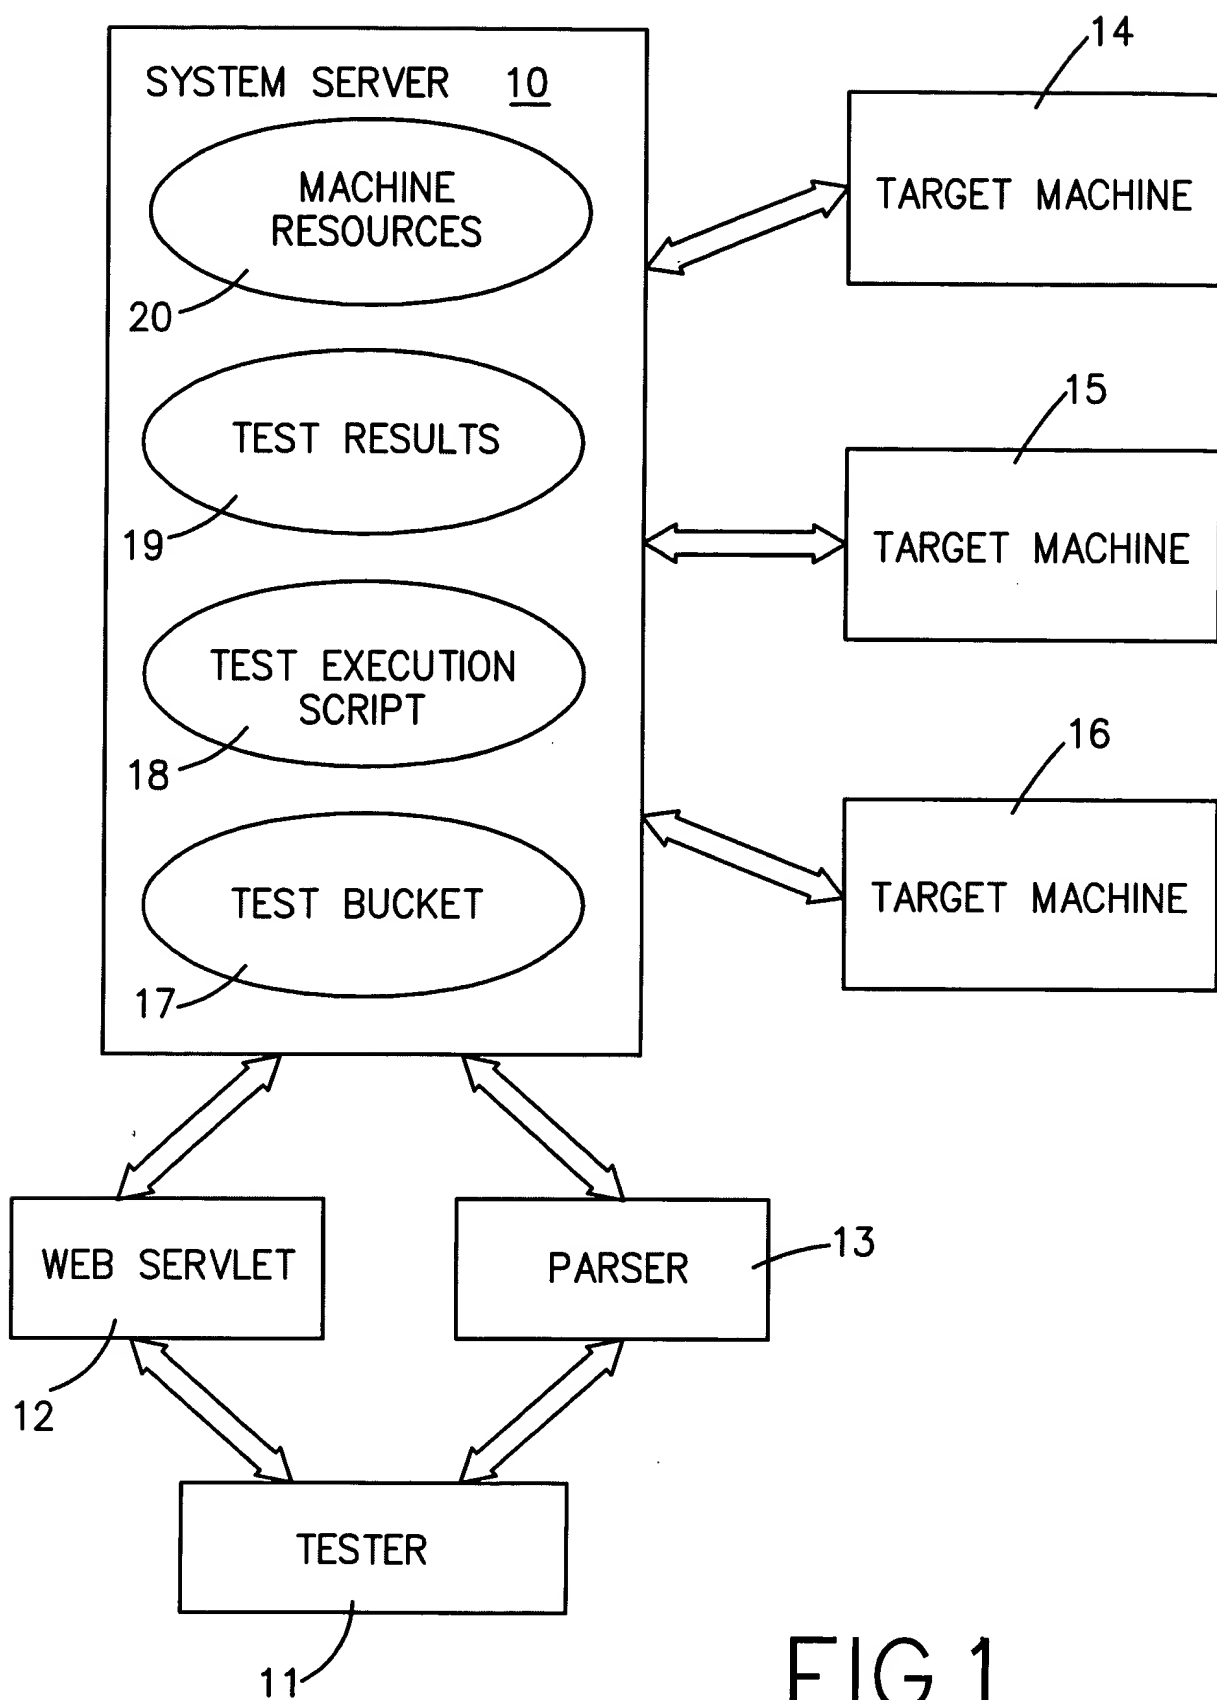 SYSTEM SERVER 10
MACHINE
RESOURCES
20
TEST RESULTS
19
TEST EXECUTION
SCRIPT
18
TEST BUCKET
17
14
TARGET MACHINE
15
TARGET MACHINE
16
TARGET MACHINE
WEB SERVLET
12
PARSER
13
TESTER
11
FIG 1